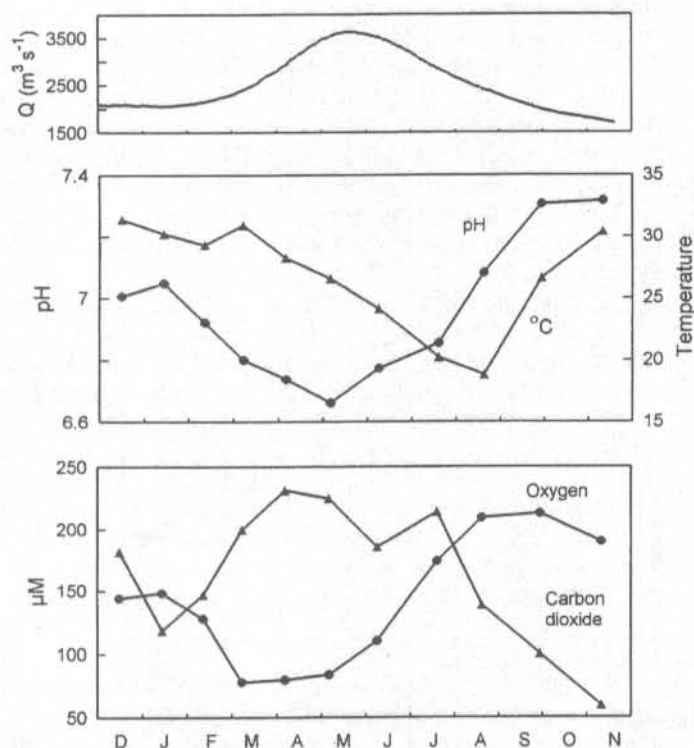 Q (m³ s⁻¹)
3500
2500
1500
pH
7.4
7
6.6
pH
°C
35
30
25
20
15
Temperature
µM
250
200
150
100
50
Oxygen
Carbon
dioxide
D J F M A M J J A S O N